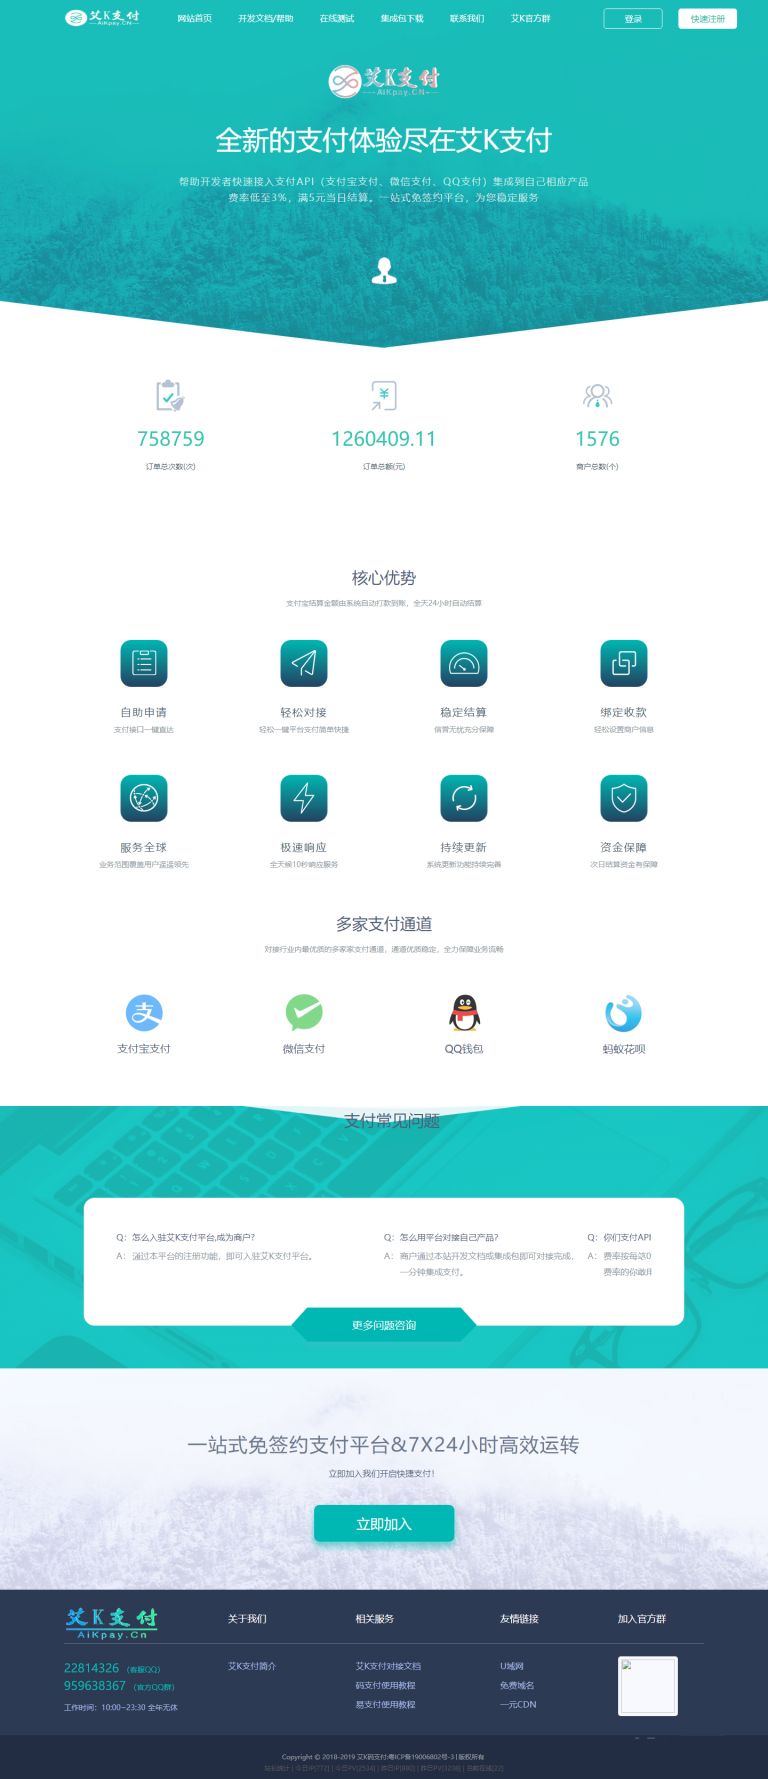 艾K支付
AiKpay.CN
网站首页 开发文档/帮助 在线测试 集成包下载 联系我们 艾K官方群 登录 快速注册
艾K支付
AiKpay.CN
全新的支付体验尽在艾K支付
帮助开发者快速接入支付API（支付宝支付、微信支付、QQ支付）集成到自己相应产品
费率低至3%，满5元当日结算。一站式免签约平台，为您稳定服务
758759 1260409.11 1576
订单总次数(次) 订单总额(元) 商户总数(个)
核心优势
支付宝结算金额由系统自动打款到账，全天24小时自动结算
自助申请 轻松对接 稳定结算 绑定收款
支付接口一键直达 轻松一键平台支付简单快捷 信誉无忧充分保障 轻松设置商户信息
服务全球 极速响应 持续更新 资金保障
业务范围覆盖用户遥遥领先 全天候10秒响应服务 系统更新功能持续完善 次日结算资金有保障
多家支付通道
对接行业内最优质的多家家支付通道，通道优质稳定，全力保障业务流畅
支付宝支付 微信支付 QQ钱包 蚂蚁花呗
支付常见问题
Q：怎么入驻艾K支付平台,成为商户? Q：怎么用平台对接自己产品? Q：你们支付API
A：通过本平台的注册功能，即可入驻艾K支付平台。 A：商户通过本站开发文档或集成包即可对接完成， A：费率按每这0
一分钟集成支付。 费率的你敢用
更多问题咨询
一站式免签约支付平台&7X24小时高效运转
立即加入我们开启快捷支付!
立即加入
艾K支付
AiKpay.Cn
关于我们 相关服务 友情链接 加入官方群
22814326 （客服QQ）
959638367 （官方QQ群）
工作时间：10:00~23:30 全年无休
艾K支付简介
艾K支付对接文档
码支付使用教程
易支付使用教程
U域网
免费域名
一元CDN
Copyright © 2018-2019 艾K码支付:粤ICP备19006802号-3 | 版权所有